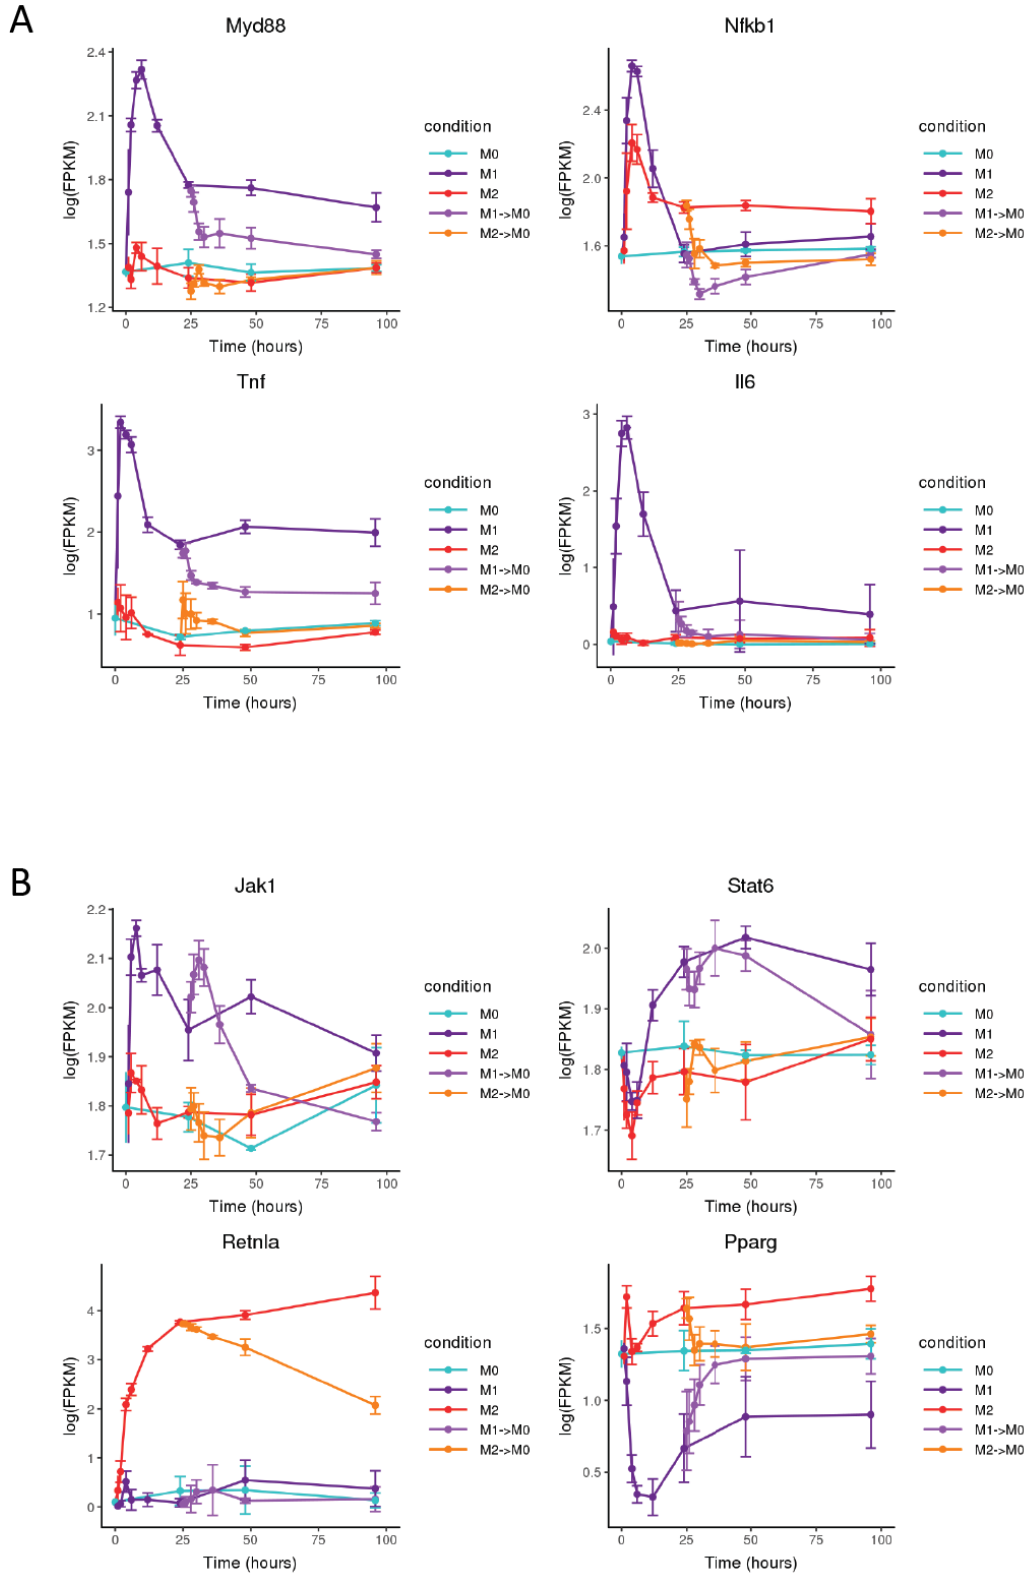 A
Myd88
2.4
2.1
1.8
1.5
1.2
log(FPKM)
0 25 50 75 100
Time (hours)
condition
M0
M1
M2
M1->M0
M2->M0
Nfkb1
2.4
2.0
1.6
log(FPKM)
0 25 50 75 100
Time (hours)
condition
M0
M1
M2
M1->M0
M2->M0
Tnf
3
2
1
log(FPKM)
0 25 50 75 100
Time (hours)
condition
M0
M1
M2
M1->M0
M2->M0
Il6
3
2
1
0
log(FPKM)
0 25 50 75 100
Time (hours)
condition
M0
M1
M2
M1->M0
M2->M0
B
Jak1
2.2
2.1
2.0
1.9
1.8
1.7
log(FPKM)
0 25 50 75 100
Time (hours)
condition
M0
M1
M2
M1->M0
M2->M0
Stat6
2.0
1.9
1.8
1.7
log(FPKM)
0 25 50 75 100
Time (hours)
condition
M0
M1
M2
M1->M0
M2->M0
Retnla
4
3
2
1
0
log(FPKM)
0 25 50 75 100
Time (hours)
condition
M0
M1
M2
M1->M0
M2->M0
Pparg
1.5
1.0
0.5
log(FPKM)
0 25 50 75 100
Time (hours)
condition
M0
M1
M2
M1->M0
M2->M0